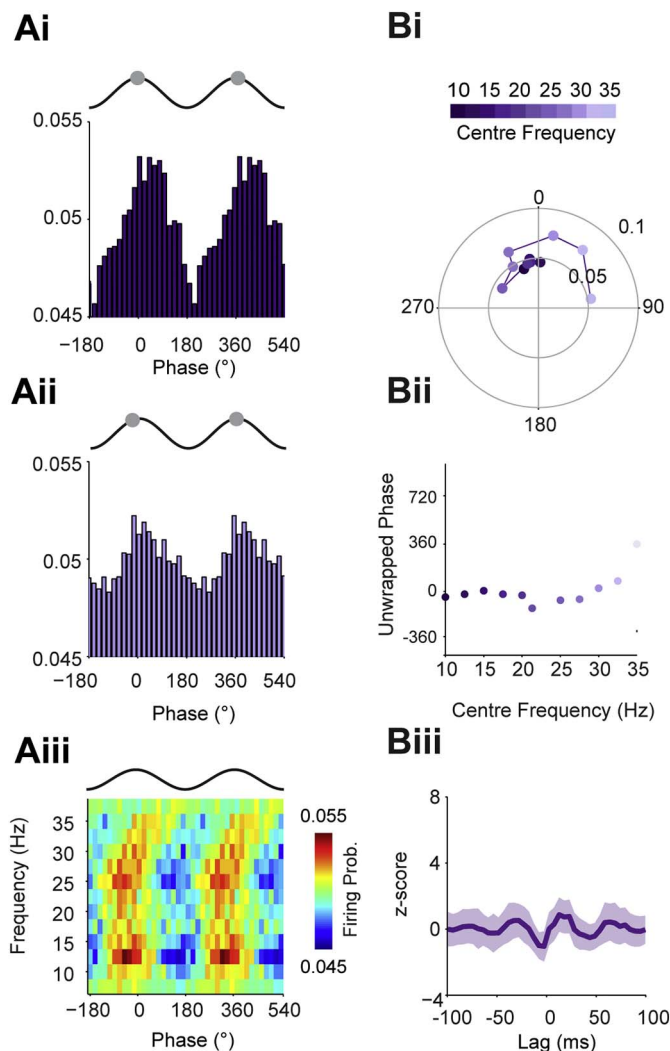 Ai
0.055
0.05
0.045
−180 0 180 360 540
Phase (°)
Aii
0.055
0.05
0.045
−180 0 180 360 540
Phase (°)
Aiii
Frequency (Hz)
35
30
25
20
15
10
-180 0 180 360 540
Phase (°)
0.055
Firing Prob.
0.045
Bi
10 15 20 25 30 35
Centre Frequency
0
0.1
0.05
270
90
180
Bii
Unwrapped Phase
720
360
0
-360
10 15 20 25 30 35
Centre Frequency (Hz)
Biii
z-score
8
4
0
−4
-100 -50 0 50 100
Lag (ms)